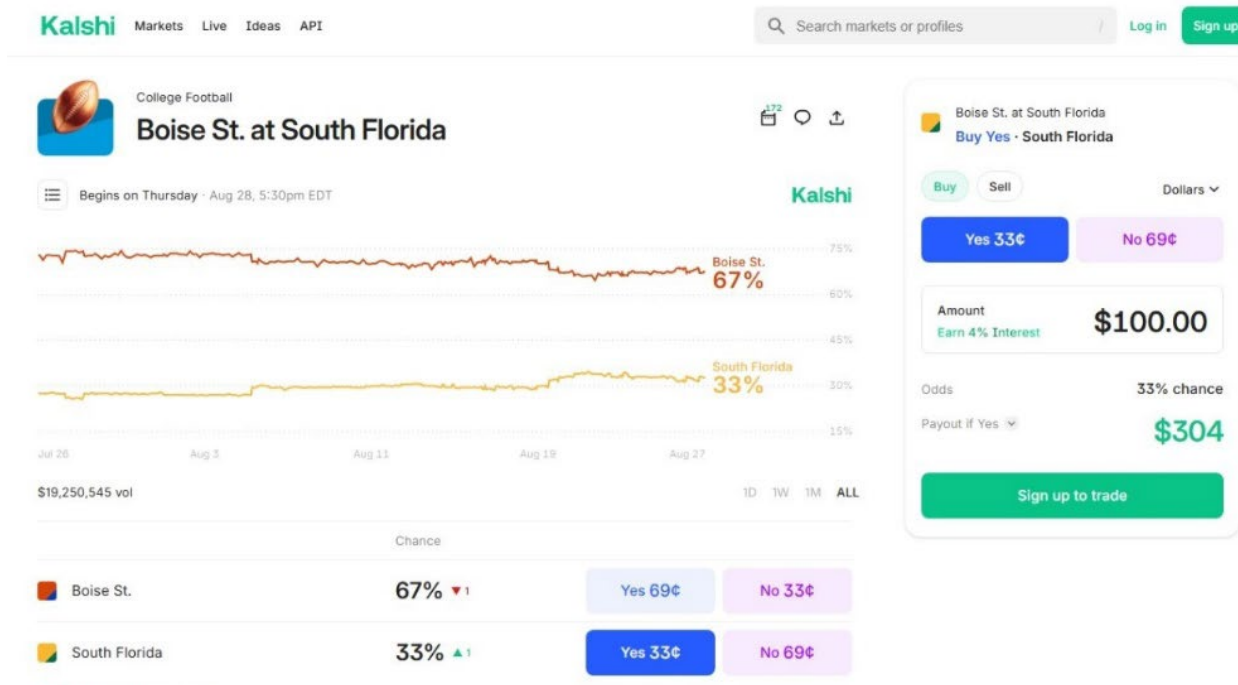 Kalshi Markets Live Ideas API Search markets or profiles / Log in Sign up
College Football
Boise St. at South Florida
172
Begins on Thursday · Aug 28, 5:30pm EDT
Kalshi
75%
Boise St.
67%
60%
45%
South Florida
33%
30%
15%
Jul 26 Aug 3 Aug 11 Aug 19 Aug 27
$19,250,545 vol
1D 1W 1M ALL
Chance
Boise St. 67% ▼ 1 Yes 69¢ No 33¢
South Florida 33% ▲ 1 Yes 33¢ No 69¢
Boise St. at South Florida
Buy Yes · South Florida
Buy Sell Dollars
Yes 33¢ No 69¢
Amount
Earn 4% Interest
$100.00
Odds 33% chance
Payout if Yes $304
Sign up to trade